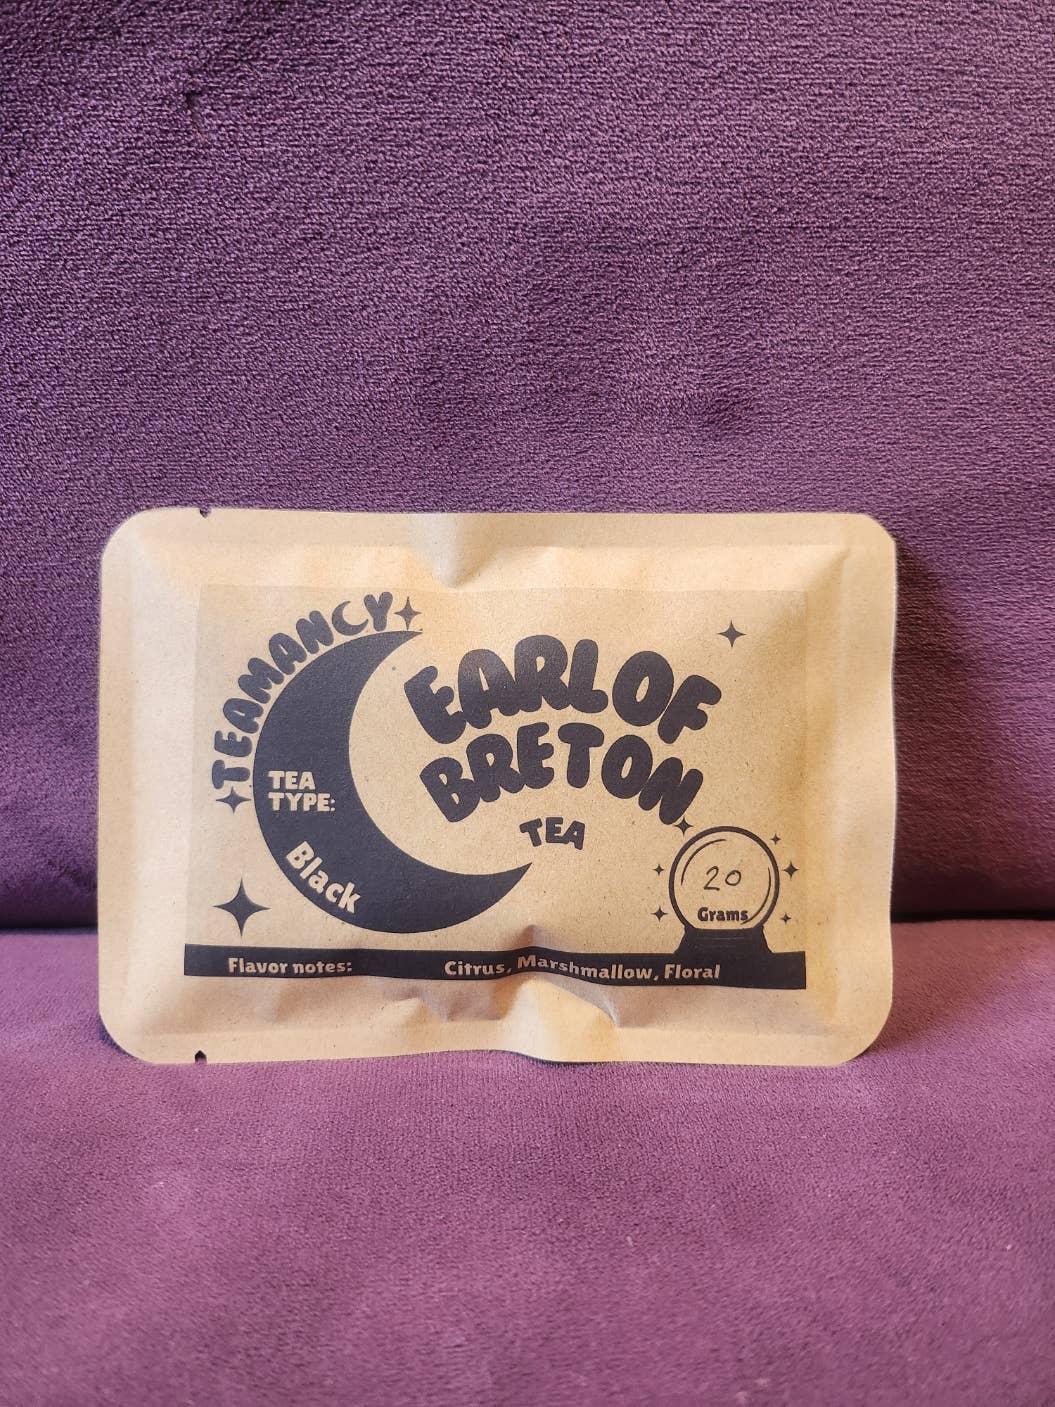 TEAMANCY
EARL OF
BRETON
TEA
TEA
TYPE:
Black
20
Grams
Flavor notes: Citrus, Marshmallow, Floral